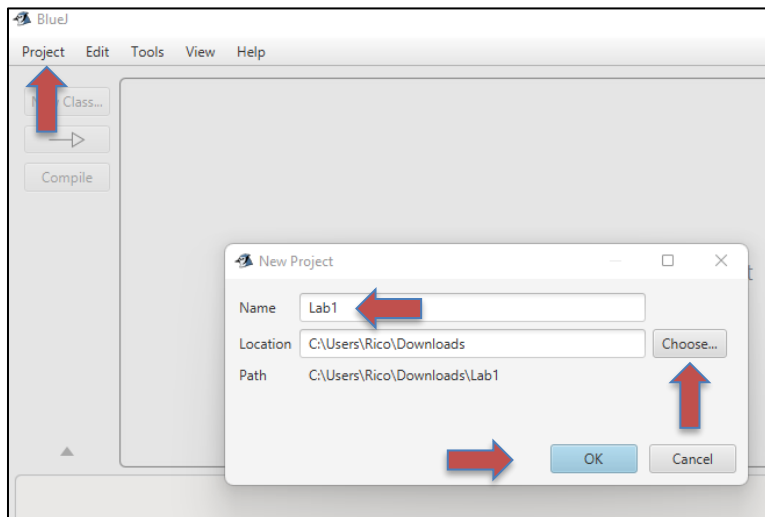 BlueJ
Project Edit Tools View Help
Class...
Compile
New Project
Name Lab1
Location C:\Users\Rico\Downloads Choose...
Path C:\Users\Rico\Downloads\Lab1
OK Cancel